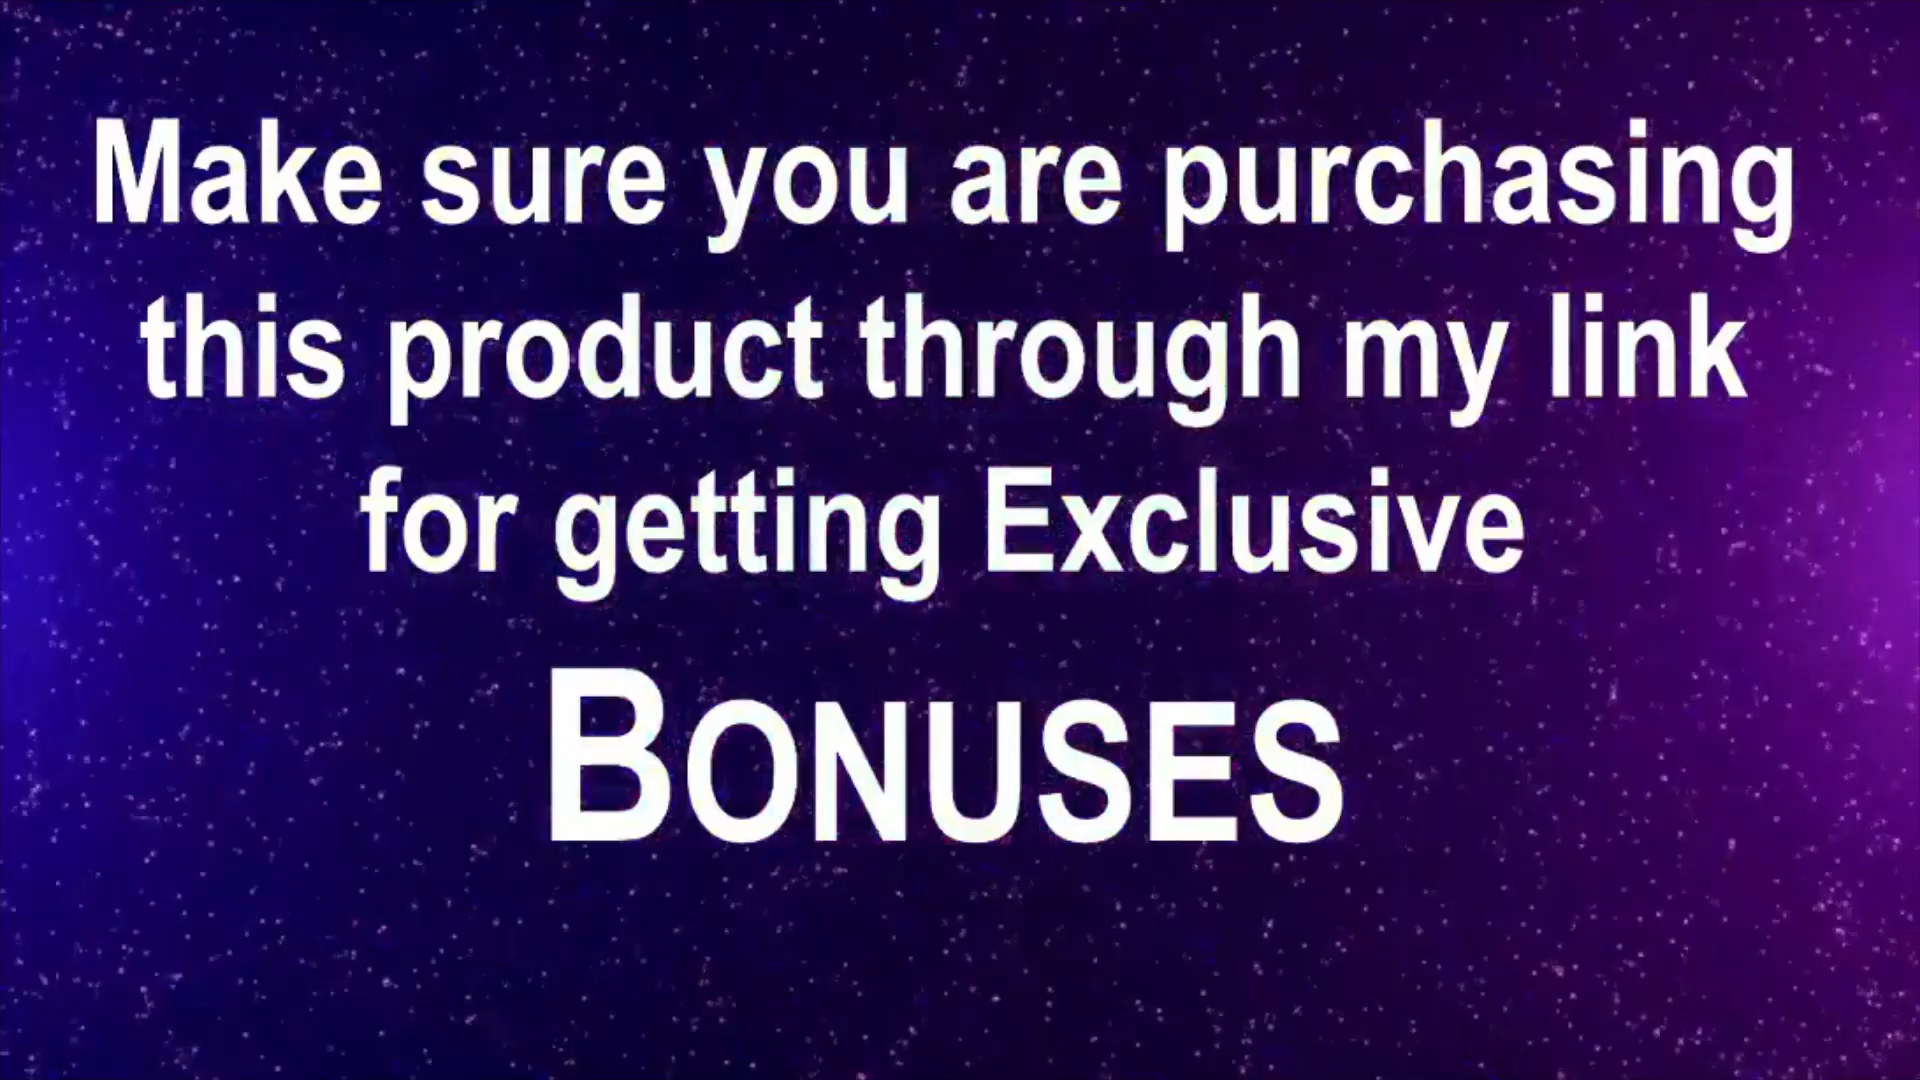 Make sure you are purchasing
this product through my link
for getting Exclusive
BONUSES